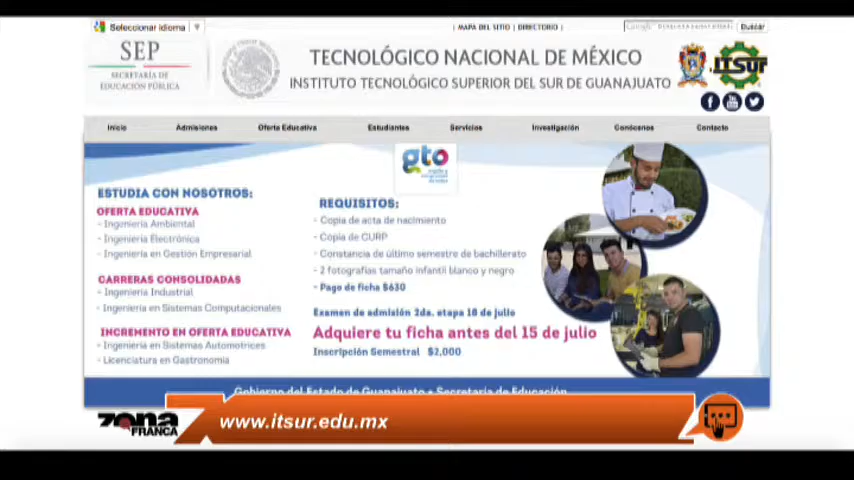 Seleccionar idioma
| MAPA DEL SITIO | DIRECTORIO |
Buscar
SEP
SECRETARÍA DE
EDUCACIÓN PÚBLICA
TECNOLÓGICO NACIONAL DE MÉXICO
INSTITUTO TECNOLÓGICO SUPERIOR DEL SUR DE GUANAJUATO
ITSUR
Inicio Admisiones Oferta Educativa Estudiantes Servicios Investigación Conócenos Contacto
gto
ESTUDIA CON NOSOTROS:
OFERTA EDUCATIVA
- Ingeniería Ambiental
- Ingeniería Electrónica
- Ingeniería en Gestión Empresarial
CARRERAS CONSOLIDADAS
- Ingeniería Industrial
- Ingeniería en Sistemas Computacionales
INCREMENTO EN OFERTA EDUCATIVA
- Ingeniería en Sistemas Automotrices
- Licenciatura en Gastronomía
REQUISITOS:
- Copia de acta de nacimiento
- Copia de CURP
- Constancia de último semestre de bachillerato
- 2 fotografías tamaño infantil blanco y negro
- Pago de ficha $630
Examen de admisión 2da. etapa 18 de julio
Adquiere tu ficha antes del 15 de julio
Inscripción Semestral $2,000
Gobierno del Estado de Guanajuato • Secretaría de Educación
ZONA
FRANCA
www.itsur.edu.mx